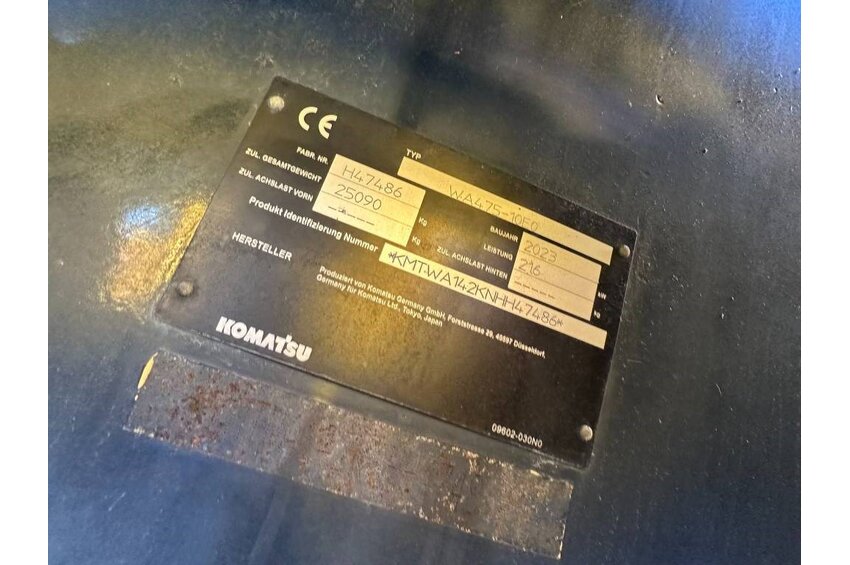 CE
TYP WA475-10E0
FABR. NR. H47486 BAUJAHR 2023
ZUL. GESAMTGEWICHT 25090 Kg LEISTUNG 216 kW
ZUL. ACHSLAST VORN ---- Kg ZUL. ACHSLAST HINTEN ---- kg
Produkt Identifizierung Nummer *KMTWA142KNHH47486*
HERSTELLER
Produziert von Komatsu Germany GmbH, Forststrasse 29, 40597 Düsseldorf,
Germany für Komatsu Ltd., Tokyo, Japan
KOMATSU
09602-030N0